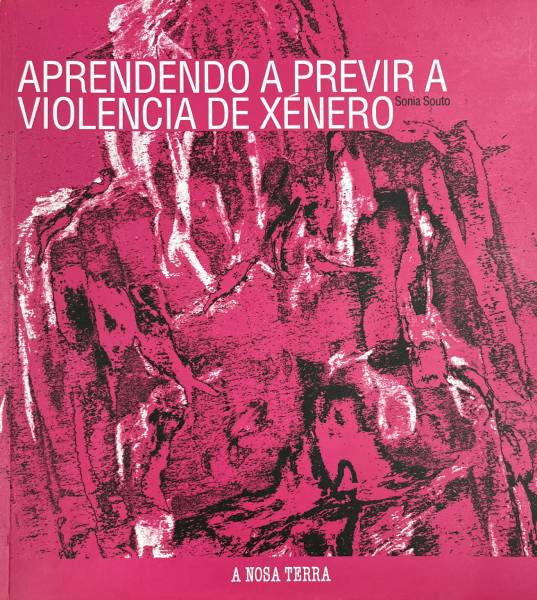 APRENDENDO A PREVIR A
VIOLENCIA DE XÉNERO
Sonia Souto
A NOSA TERRA